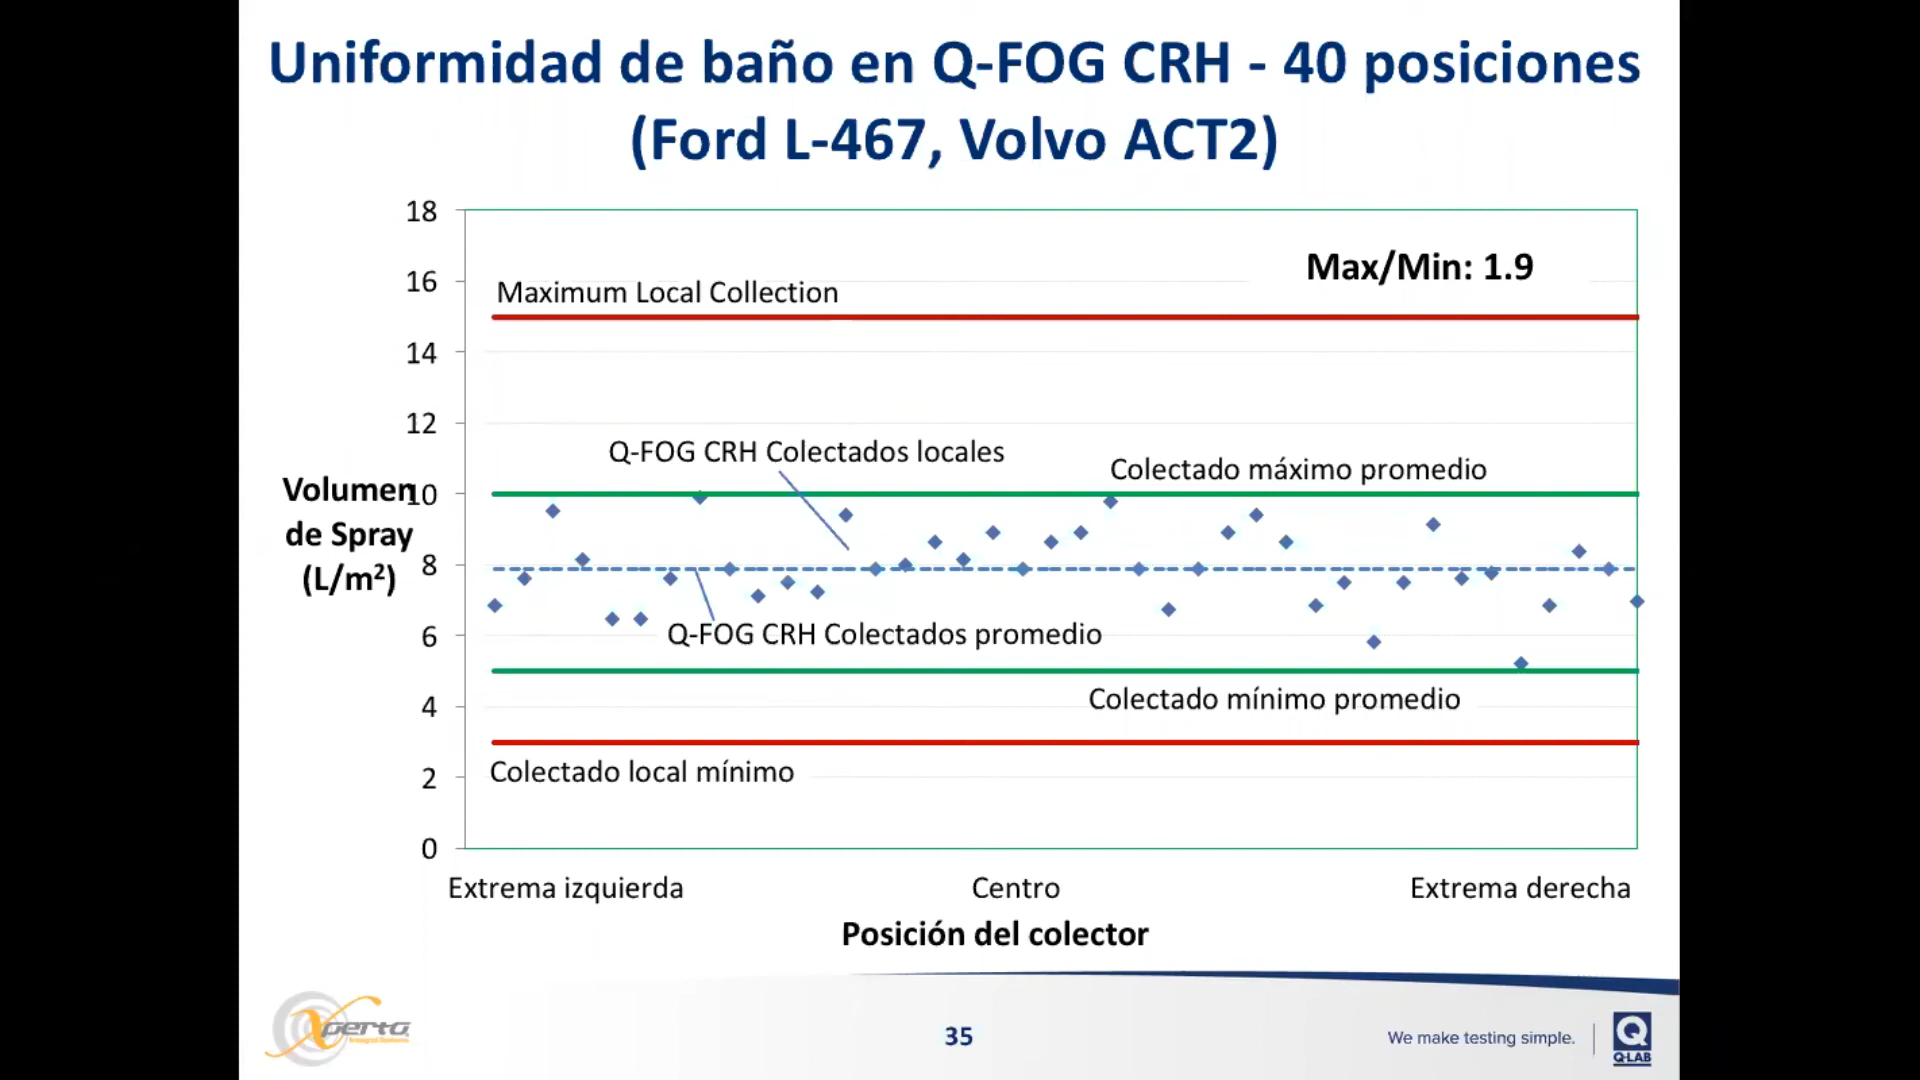 Uniformidad de baño en Q-FOG CRH - 40 posiciones
(Ford L-467, Volvo ACT2)
18
Max/Min: 1.9
16
Maximum Local Collection
14
12
Q-FOG CRH Colectados locales
Colectado máximo promedio
Volumen
de Spray
(L/m²)
10
8
Q-FOG CRH Colectados promedio
6
Colectado mínimo promedio
4
Colectado local mínimo
2
0
Extrema izquierda
Centro
Extrema derecha
Posición del colector
Xperto
35
We make testing simple.
Q
Q-LAB